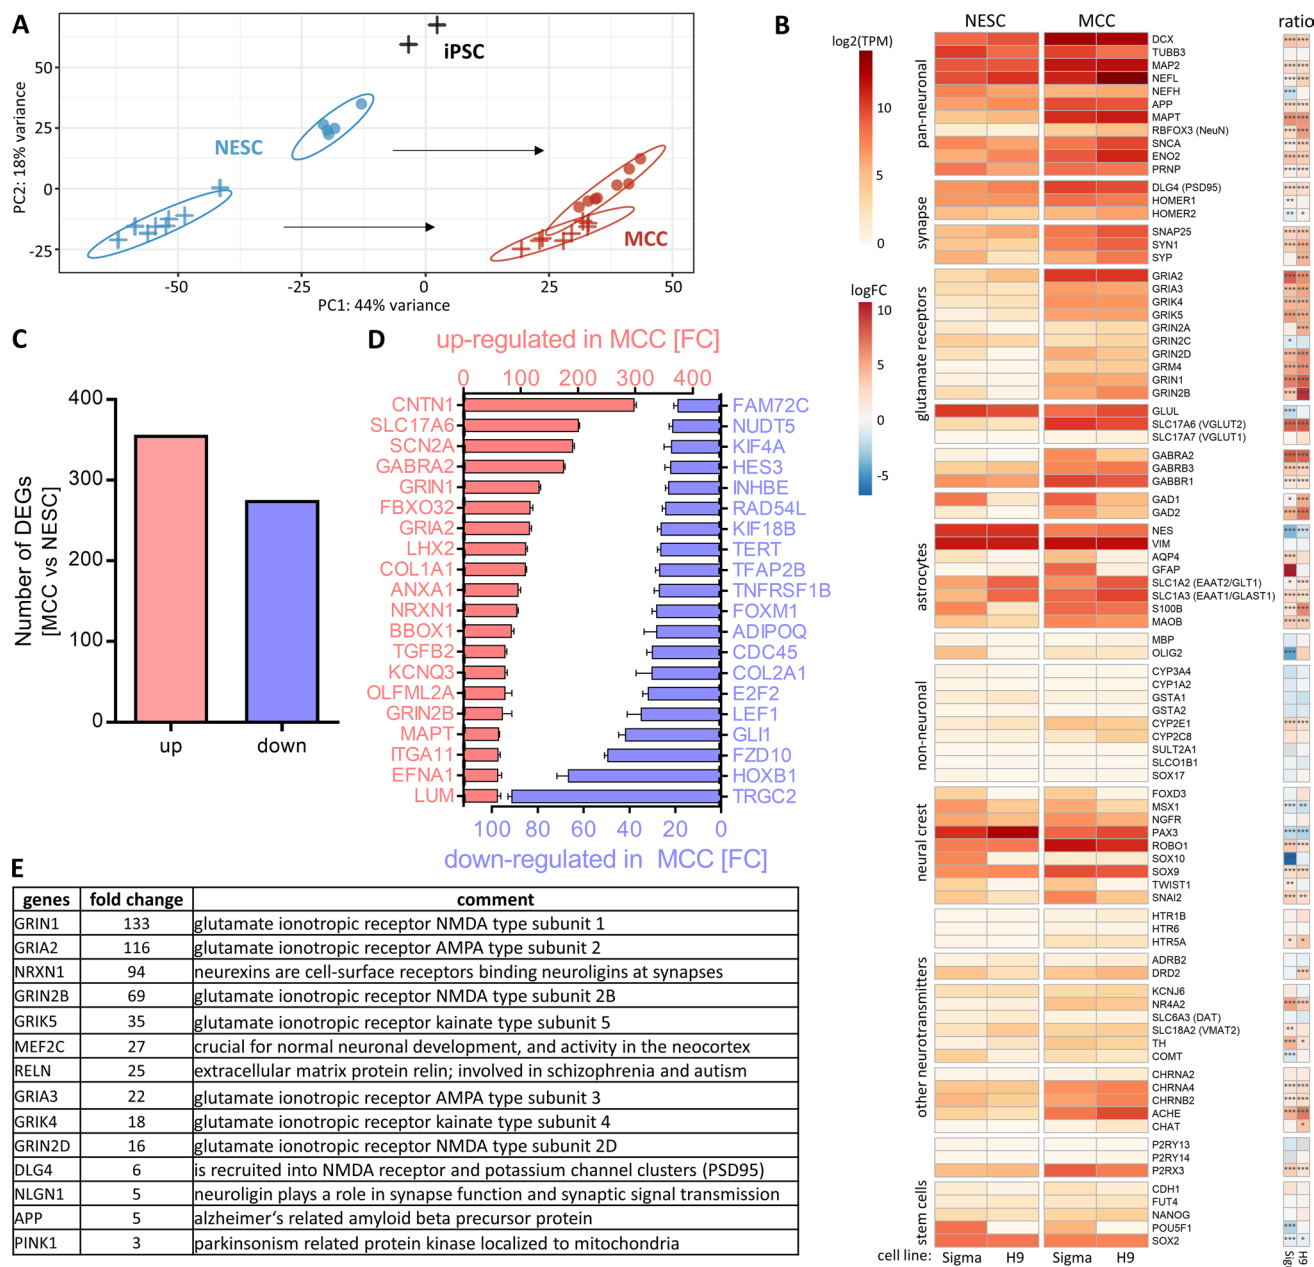 A
iPSC
NESC
MCC
PC2: 18% variance
50
25
0
-25
-50
-25
0
25
50
PC1: 44% variance
B
NESC
MCC
ratio
log2(TPM)
10
5
0
logFC
10
5
0
-5
pan-neuronal
DCX
TUBB3
MAP2
NEFL
NEFH
APP
MAPT
RBFOX3 (NeuN)
SNCA
ENO2
PRNP
synapse
DLG4 (PSD95)
HOMER1
HOMER2
SNAP25
SYN1
SYP
glutamate receptors
GRIA2
GRIA3
GRIK4
GRIK5
GRIN2A
GRIN2C
GRIN2D
GRM4
GRIN1
GRIN2B
GLUL
SLC17A6 (VGLUT2)
SLC17A7 (VGLUT1)
GABRA2
GABRB3
GABBR1
GAD1
GAD2
astrocytes
NES
VIM
AQP4
GFAP
SLC1A2 (EAAT2/GLT1)
SLC1A3 (EAAT1/GLAST1)
S100B
MAOB
non-neuronal
MBP
OLIG2
CYP3A4
CYP1A2
GSTA1
GSTA2
CYP2E1
CYP2C8
SULT2A1
SLCO1B1
SOX17
neural crest
FOXD3
MSX1
NGFR
PAX3
ROBO1
SOX10
SOX9
TWIST1
SNAI2
other neurotransmitters
HTR1B
HTR6
HTR5A
ADRB2
DRD2
KCNJ6
NR4A2
SLC6A3 (DAT)
SLC18A2 (VMAT2)
TH
COMT
CHRNA2
CHRNA4
CHRNB2
ACHE
CHAT
P2RY13
P2RY14
P2RX3
stem cells
CDH1
FUT4
NANOG
POU5F1
SOX2
cell line: Sigma H9 Sigma H9
H9
C
Number of DEGs
[MCC vs NESC]
400
300
200
100
0
up down
D
up-regulated in MCC [FC]
0 100 200 300 400
CNTN1 FAM72C
SLC17A6 NUDT5
SCN2A KIF4A
GABRA2 HES3
GRIN1 INHBE
FBXO32 RAD54L
GRIA2 KIF18B
LHX2 TERT
COL1A1 TFAP2B
ANXA1 TNFRSF1B
NRXN1 FOXM1
BBOX1 ADIPOQ
TGFB2 CDC45
KCNQ3 COL2A1
OLFML2A E2F2
GRIN2B LEF1
MAPT GLI1
ITGA11 FZD10
EFNA1 HOXB1
LUM TRGC2
100 80 60 40 20 0
down-regulated in MCC [FC]
E
genes fold change comment
GRIN1 133 glutamate ionotropic receptor NMDA type subunit 1
GRIA2 116 glutamate ionotropic receptor AMPA type subunit 2
NRXN1 94 neurexins are cell-surface receptors binding neuroligins at synapses
GRIN2B 69 glutamate ionotropic receptor NMDA type subunit 2B
GRIK5 35 glutamate ionotropic receptor kainate type subunit 5
MEF2C 27 crucial for normal neuronal development, and activity in the neocortex
RELN 25 extracellular matrix protein relin; involved in schizophrenia and autism
GRIA3 22 glutamate ionotropic receptor AMPA type subunit 3
GRIK4 18 glutamate ionotropic receptor kainate type subunit 4
GRIN2D 16 glutamate ionotropic receptor NMDA type subunit 2D
DLG4 6 is recruited into NMDA receptor and potassium channel clusters (PSD95)
NLGN1 5 neuroligin plays a role in synapse function and synaptic signal transmission
APP 5 alzheimer's related amyloid beta precursor protein
PINK1 3 parkinsonism related protein kinase localized to mitochondria